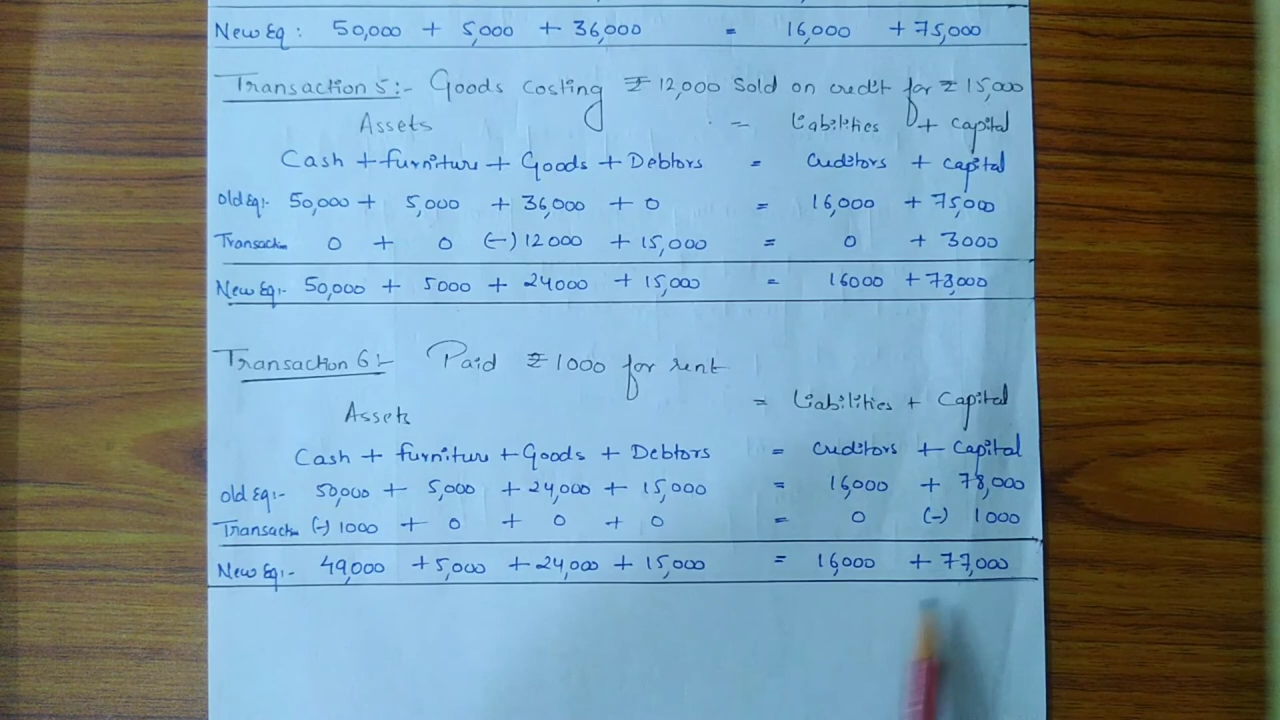 New Eq: 50,000 + 5,000 + 36,000 = 16,000 + 75,000
Transaction 5:- Goods costing ₹ 12,000 Sold on credit for ₹ 15,000
Assets = Liabilities + Capital
Cash + furniture + Goods + Debtors = Creditors + Capital
Old Eq:- 50,000 + 5,000 + 36,000 + 0 = 16,000 + 75,000
Transactn 0 + 0 (-) 12000 + 15,000 = 0 + 3000
New Eq:- 50,000 + 5000 + 24000 + 15,000 = 16000 + 78,000
Transaction 6:- Paid ₹ 1000 for rent
Assets = Liabilities + Capital
Cash + furniture + Goods + Debtors = Creditors + Capital
Old Eq:- 50,000 + 5,000 + 24,000 + 15,000 = 16,000 + 78,000
Transactn (-) 1000 + 0 + 0 + 0 = 0 (-) 1000
New Eq:- 49,000 + 5,000 + 24,000 + 15,000 = 16,000 + 77,000